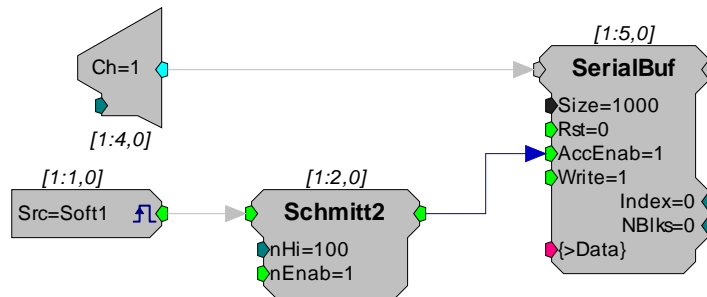 [1:5,0]
Ch=1
SerialBuf
[1:4,0]
Size=1000
Rst=0
AccEnab=1
Write=1
Index=0
NBlks=0
{>Data}
[1:1,0]
Src=Soft1
[1:2,0]
Schmitt2
nHi=100
nEnab=1